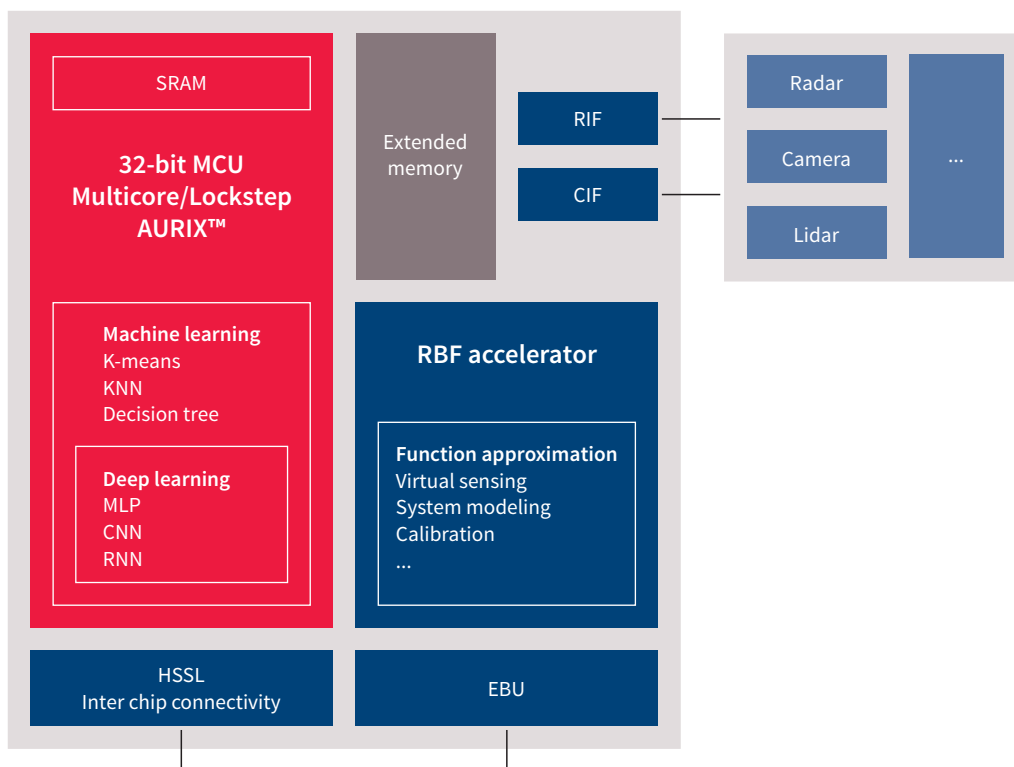 SRAM
32-bit MCU
Multicore/Lockstep
AURIX™
Machine learning
K-means
KNN
Decision tree
Deep learning
MLP
CNN
RNN
Extended
memory
RIF
CIF
Radar
Camera
Lidar
...
RBF accelerator
Function approximation
Virtual sensing
System modeling
Calibration
...
HSSL
Inter chip connectivity
EBU